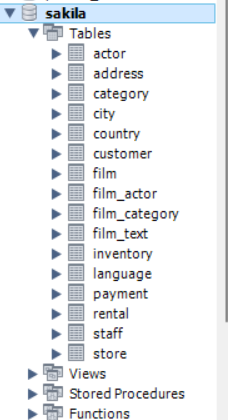 sakila
Tables
actor
address
category
city
country
customer
film
film_actor
film_category
film_text
inventory
language
payment
rental
staff
store
Views
Stored Procedures
Functions